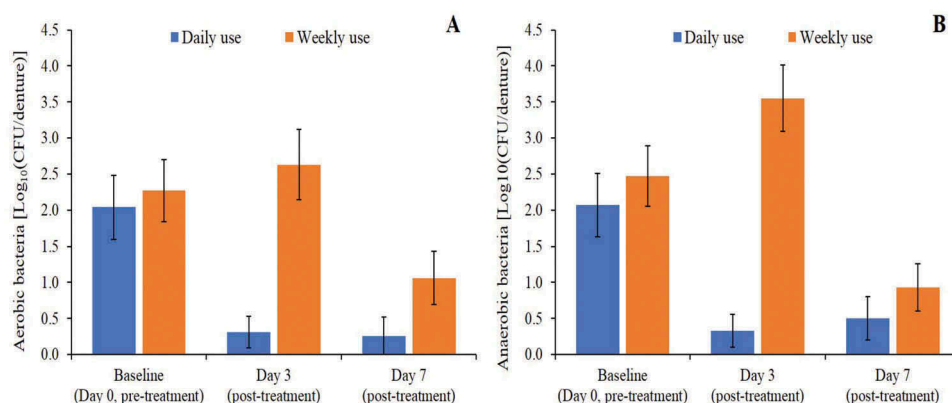 A
Daily use Weekly use
Aerobic bacteria [Log₁₀(CFU/denture)]
4.5
4.0
3.5
3.0
2.5
2.0
1.5
1.0
0.5
0.0
Baseline
(Day 0, pre-treatment)
Day 3
(post-treatment)
Day 7
(post-treatment)
B
Daily use Weekly use
Anaerobic bacteria [Log10(CFU/denture)]
4.5
4.0
3.5
3.0
2.5
2.0
1.5
1.0
0.5
0.0
Baseline
(Day 0, pre-treatment)
Day 3
(post-treatment)
Day 7
(post-treatment)